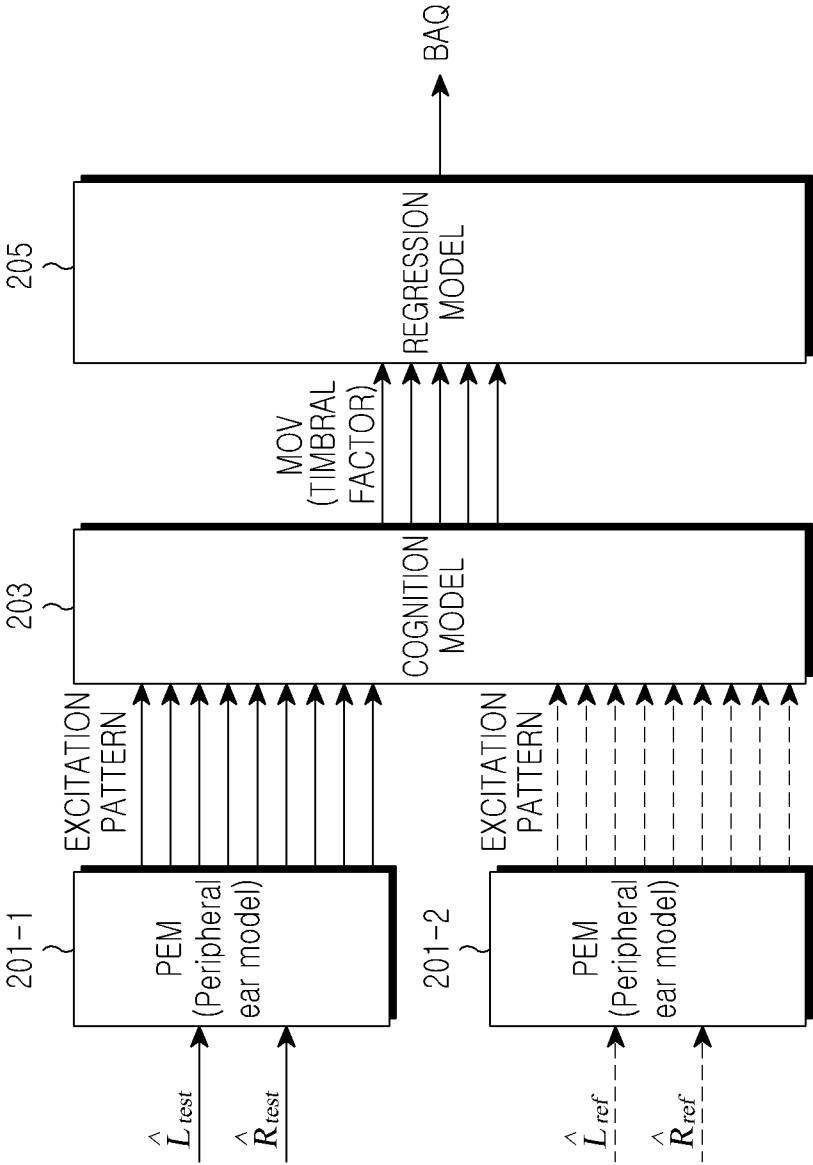 201-1
203
205
EXCITATION
PATTERN
PEM
(Peripheral
ear model)
L̂ test
R̂ test
COGNITION
MODEL
MOV
(TIMBRAL
FACTOR)
REGRESSION
MODEL
BAQ
201-2
EXCITATION
PATTERN
PEM
(Peripheral
ear model)
L̂ ref
R̂ ref